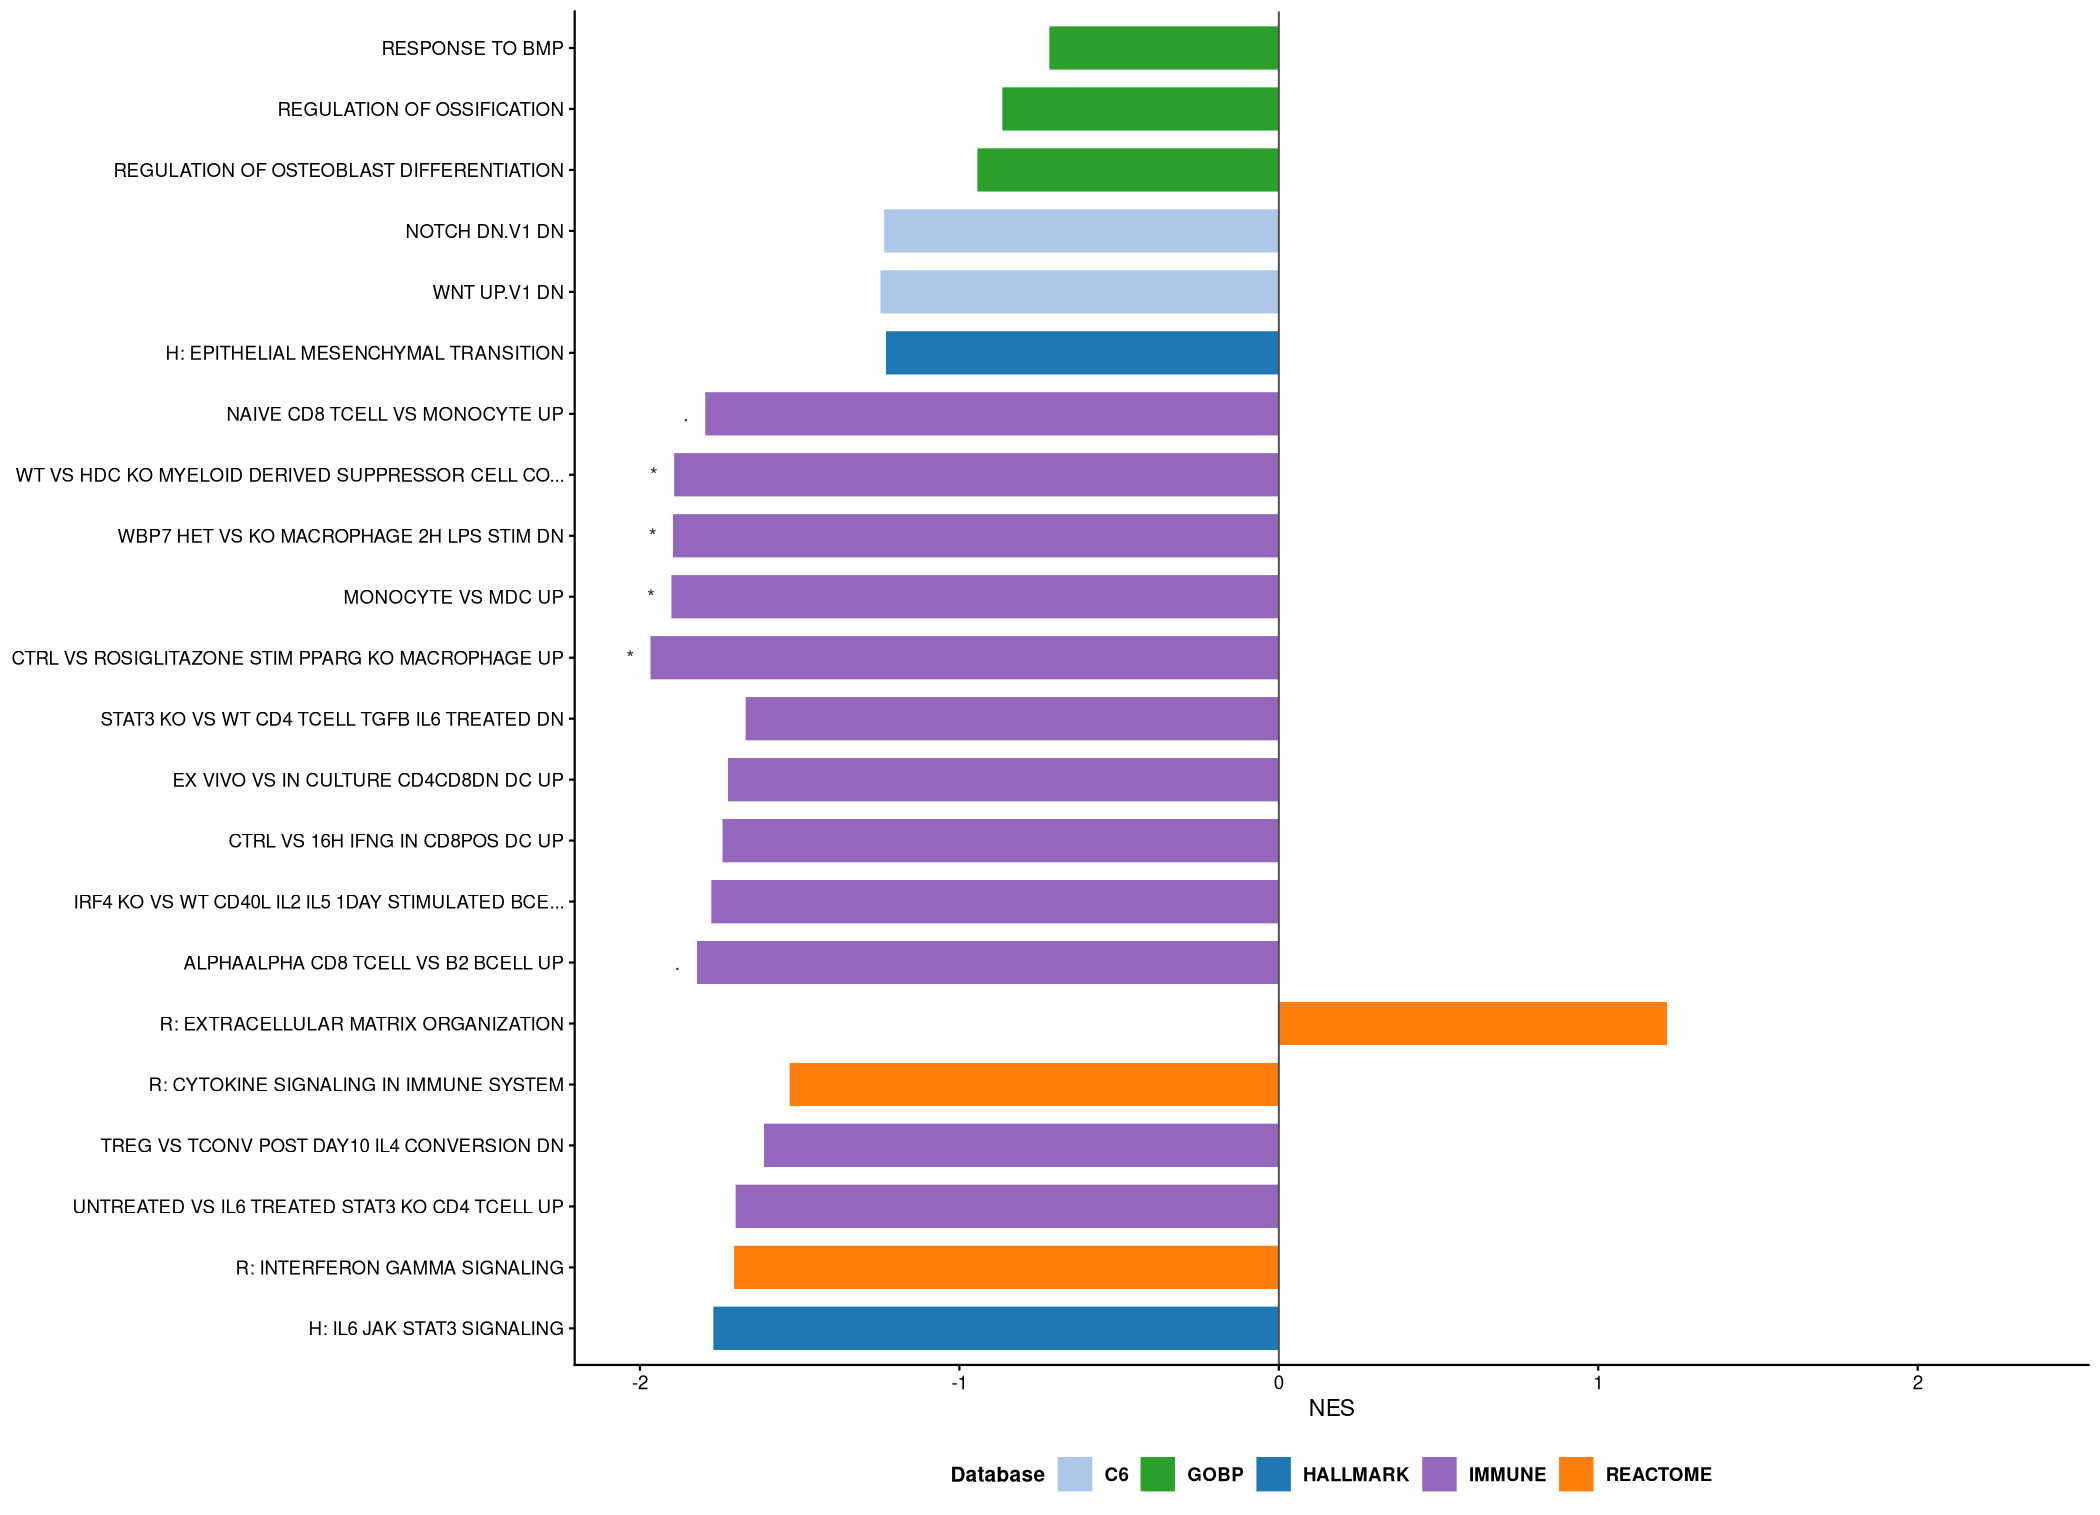 RESPONSE TO BMP
REGULATION OF OSSIFICATION
REGULATION OF OSTEOBLAST DIFFERENTIATION
NOTCH DN.V1 DN
WNT UP.V1 DN
H: EPITHELIAL MESENCHYMAL TRANSITION
NAIVE CD8 TCELL VS MONOCYTE UP .
WT VS HDC KO MYELOID DERIVED SUPPRESSOR CELL CO... *
WBP7 HET VS KO MACROPHAGE 2H LPS STIM DN *
MONOCYTE VS MDC UP *
CTRL VS ROSIGLITAZONE STIM PPARG KO MACROPHAGE UP *
STAT3 KO VS WT CD4 TCELL TGFB IL6 TREATED DN
EX VIVO VS IN CULTURE CD4CD8DN DC UP
CTRL VS 16H IFNG IN CD8POS DC UP
IRF4 KO VS WT CD40L IL2 IL5 1DAY STIMULATED BCE...
ALPHAALPHA CD8 TCELL VS B2 BCELL UP .
R: EXTRACELLULAR MATRIX ORGANIZATION
R: CYTOKINE SIGNALING IN IMMUNE SYSTEM
TREG VS TCONV POST DAY10 IL4 CONVERSION DN
UNTREATED VS IL6 TREATED STAT3 KO CD4 TCELL UP
R: INTERFERON GAMMA SIGNALING
H: IL6 JAK STAT3 SIGNALING
-2 -1 0 1 2
NES
Database C6 GOBP HALLMARK IMMUNE REACTOME